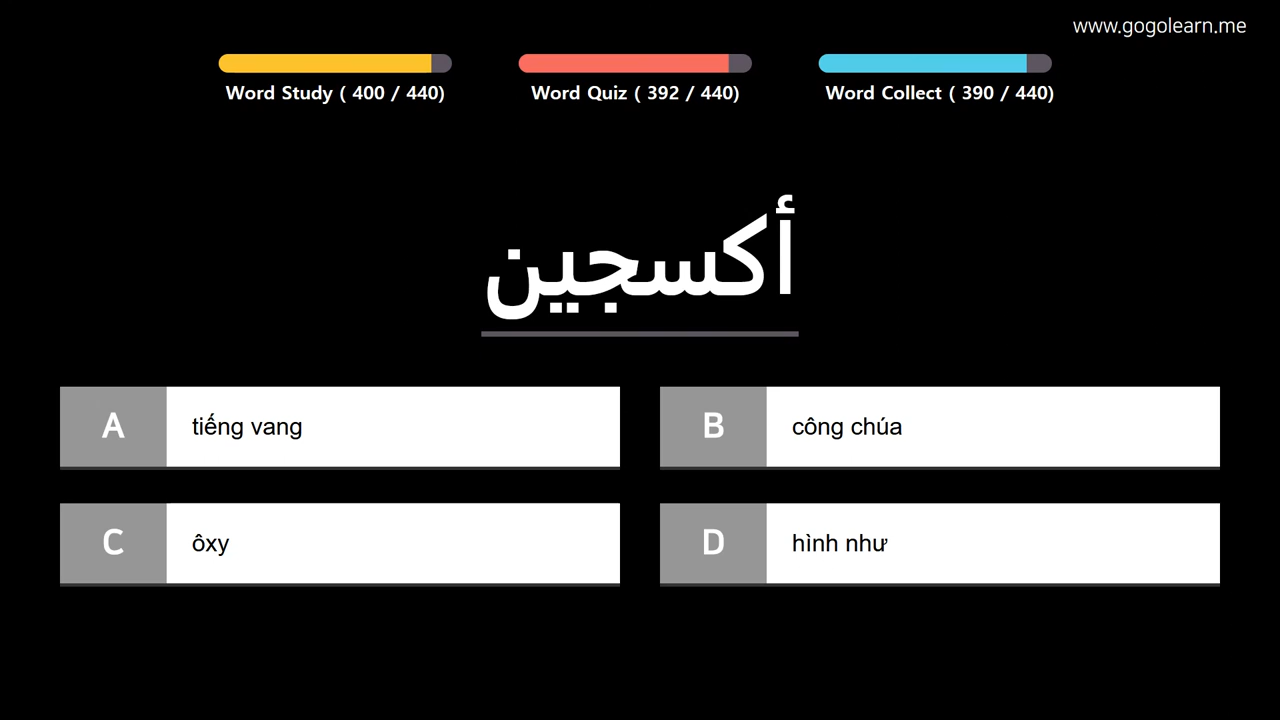 www.gogolearn.me
Word Study ( 400 / 440)
Word Quiz ( 392 / 440)
Word Collect ( 390 / 440)
أكسجين
A tiếng vang
B công chúa
C ôxy
D hình như